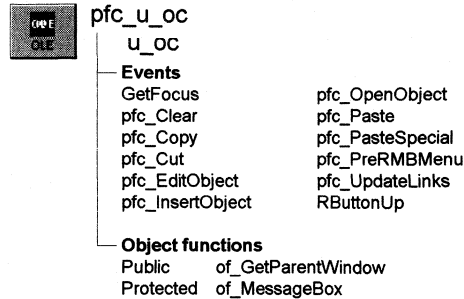 pfc_u_oc
OLE
u_oc
Events
GetFocus pfc_OpenObject
pfc_Clear pfc_Paste
pfc_Copy pfc_PasteSpecial
pfc_Cut pfc_PreRMBMenu
pfc_EditObject pfc_UpdateLinks
pfc_InsertObject RButtonUp
Object functions
Public of_GetParentWindow
Protected of_MessageBox